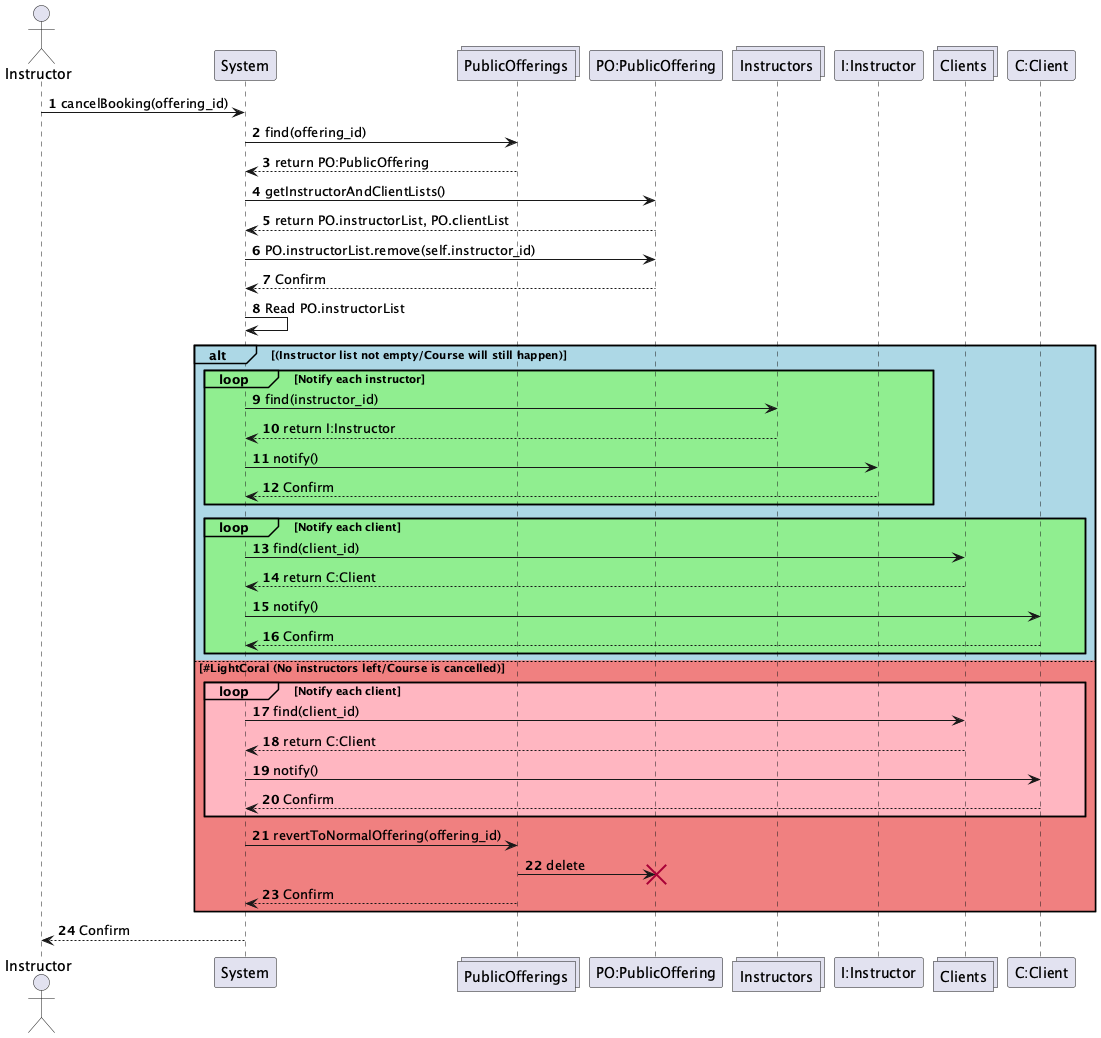 Instructor
System
PublicOfferings
PO:PublicOffering
Instructors
I:Instructor
Clients
C:Client
1 cancelBooking(offering_id)
2 find(offering_id)
3 return PO:PublicOffering
4 getInstructorAndClientLists()
5 return PO.instructorList, PO.clientList
6 PO.instructorList.remove(self.instructor_id)
7 Confirm
8 Read PO.instructorList
alt [(Instructor list not empty/Course will still happen)]
loop [Notify each instructor]
9 find(instructor_id)
10 return I:Instructor
11 notify()
12 Confirm
loop [Notify each client]
13 find(client_id)
14 return C:Client
15 notify()
16 Confirm
[#LightCoral (No instructors left/Course is cancelled)]
loop [Notify each client]
17 find(client_id)
18 return C:Client
19 notify()
20 Confirm
21 revertToNormalOffering(offering_id)
22 delete
23 Confirm
24 Confirm
Instructor
System
PublicOfferings
PO:PublicOffering
Instructors
I:Instructor
Clients
C:Client